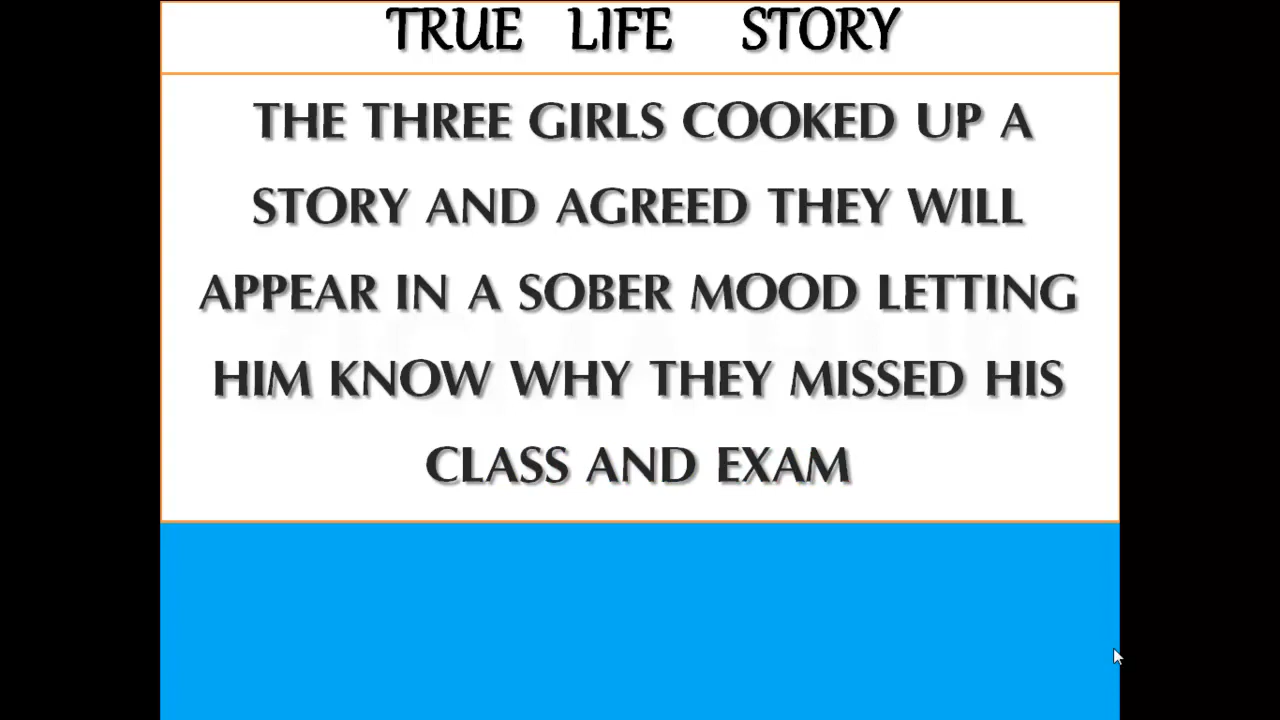 TRUE LIFE STORY
THE THREE GIRLS COOKED UP A
STORY AND AGREED THEY WILL
APPEAR IN A SOBER MOOD LETTING
HIM KNOW WHY THEY MISSED HIS
CLASS AND EXAM